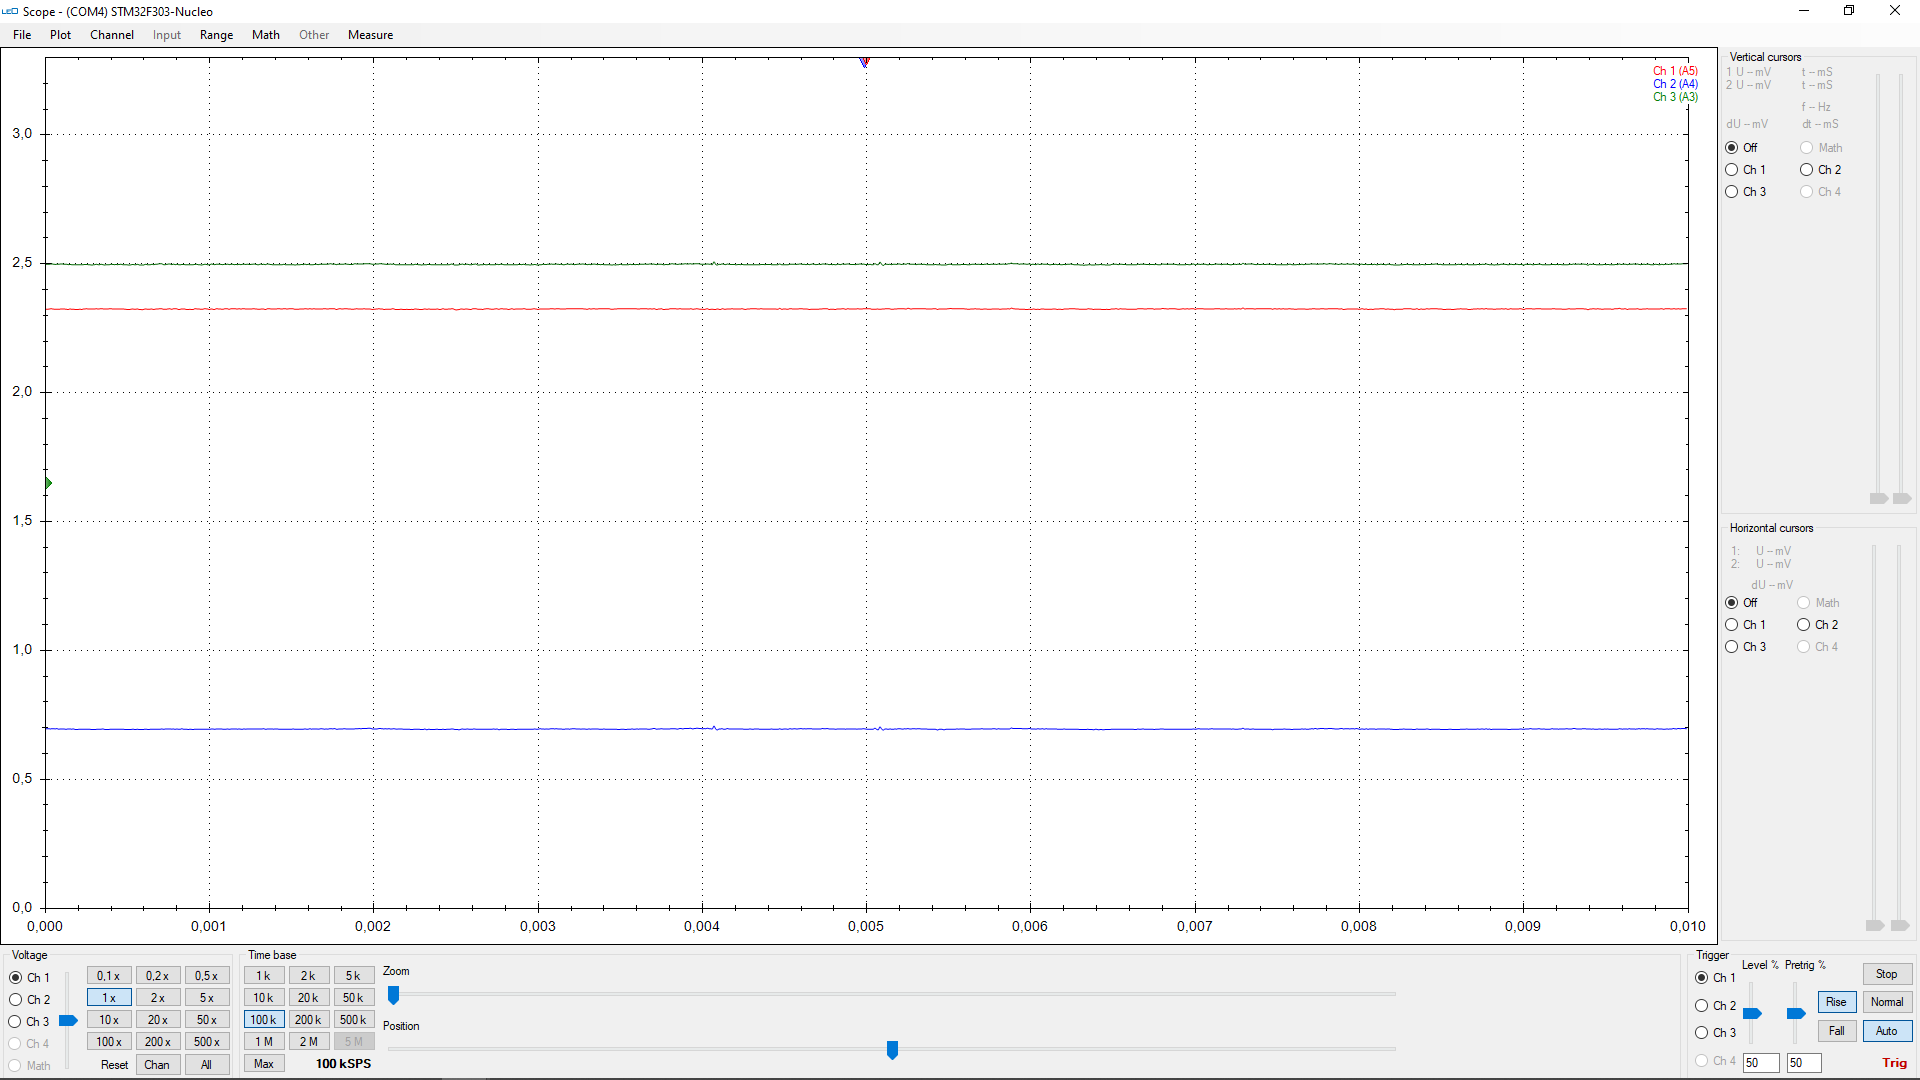 LEO Scope - (COM4) STM32F303-Nucleo
File Plot Channel Input Range Math Other Measure
Ch 1 (A5)
Ch 2 (A4)
Ch 3 (A3)
3,0
2,5
2,0
1,5
1,0
0,5
0,0
0,000 0,001 0,002 0,003 0,004 0,005 0,006 0,007 0,008 0,009 0,010
Vertical cursors
1 U -- mV t -- mS
2 U -- mV t -- mS
f -- Hz
dU -- mV dt -- mS
Off Math
Ch 1 Ch 2
Ch 3 Ch 4
Horizontal cursors
1: U -- mV
2: U -- mV
dU -- mV
Off Math
Ch 1 Ch 2
Ch 3 Ch 4
Voltage
Ch 1 0,1 x 0,2 x 0,5 x
Ch 2 1 x 2 x 5 x
Ch 3 10 x 20 x 50 x
Ch 4 100 x 200 x 500 x
Math Reset Chan All
Time base
1 k 2 k 5 k
10 k 20 k 50 k
100 k 200 k 500 k
1 M 2 M 5 M
Max 100 kSPS
Zoom
Position
Trigger
Level % Pretrig %
Ch 1 Stop
Ch 2 Rise Normal
Ch 3 Fall Auto
Ch 4 50 50 Trig